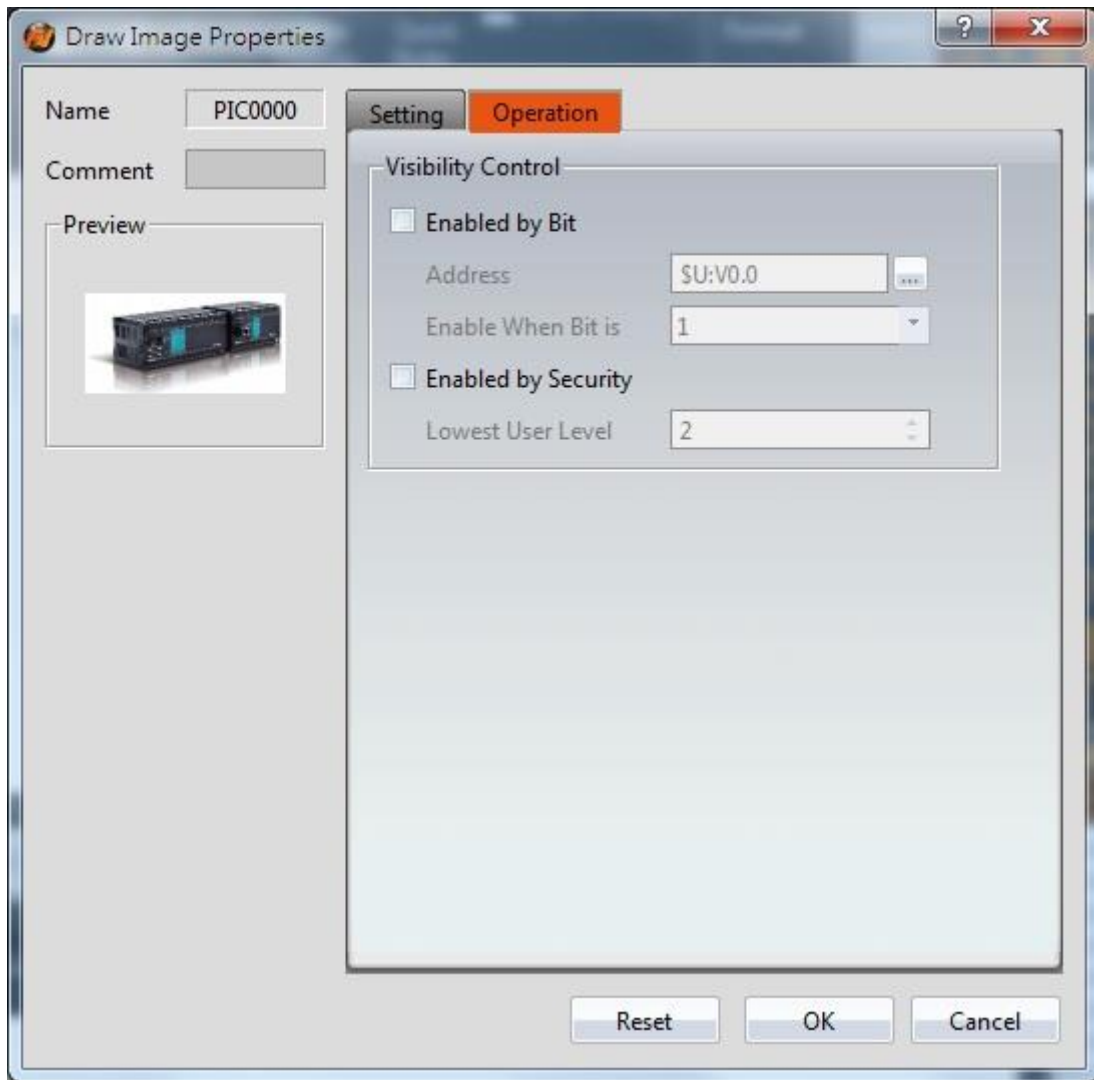 Draw Image Properties
? X
Name PIC0000
Comment
Preview
Setting Operation
Visibility Control
Enabled by Bit
Address $U:V0.0 ...
Enable When Bit is 1
Enabled by Security
Lowest User Level 2
Reset OK Cancel